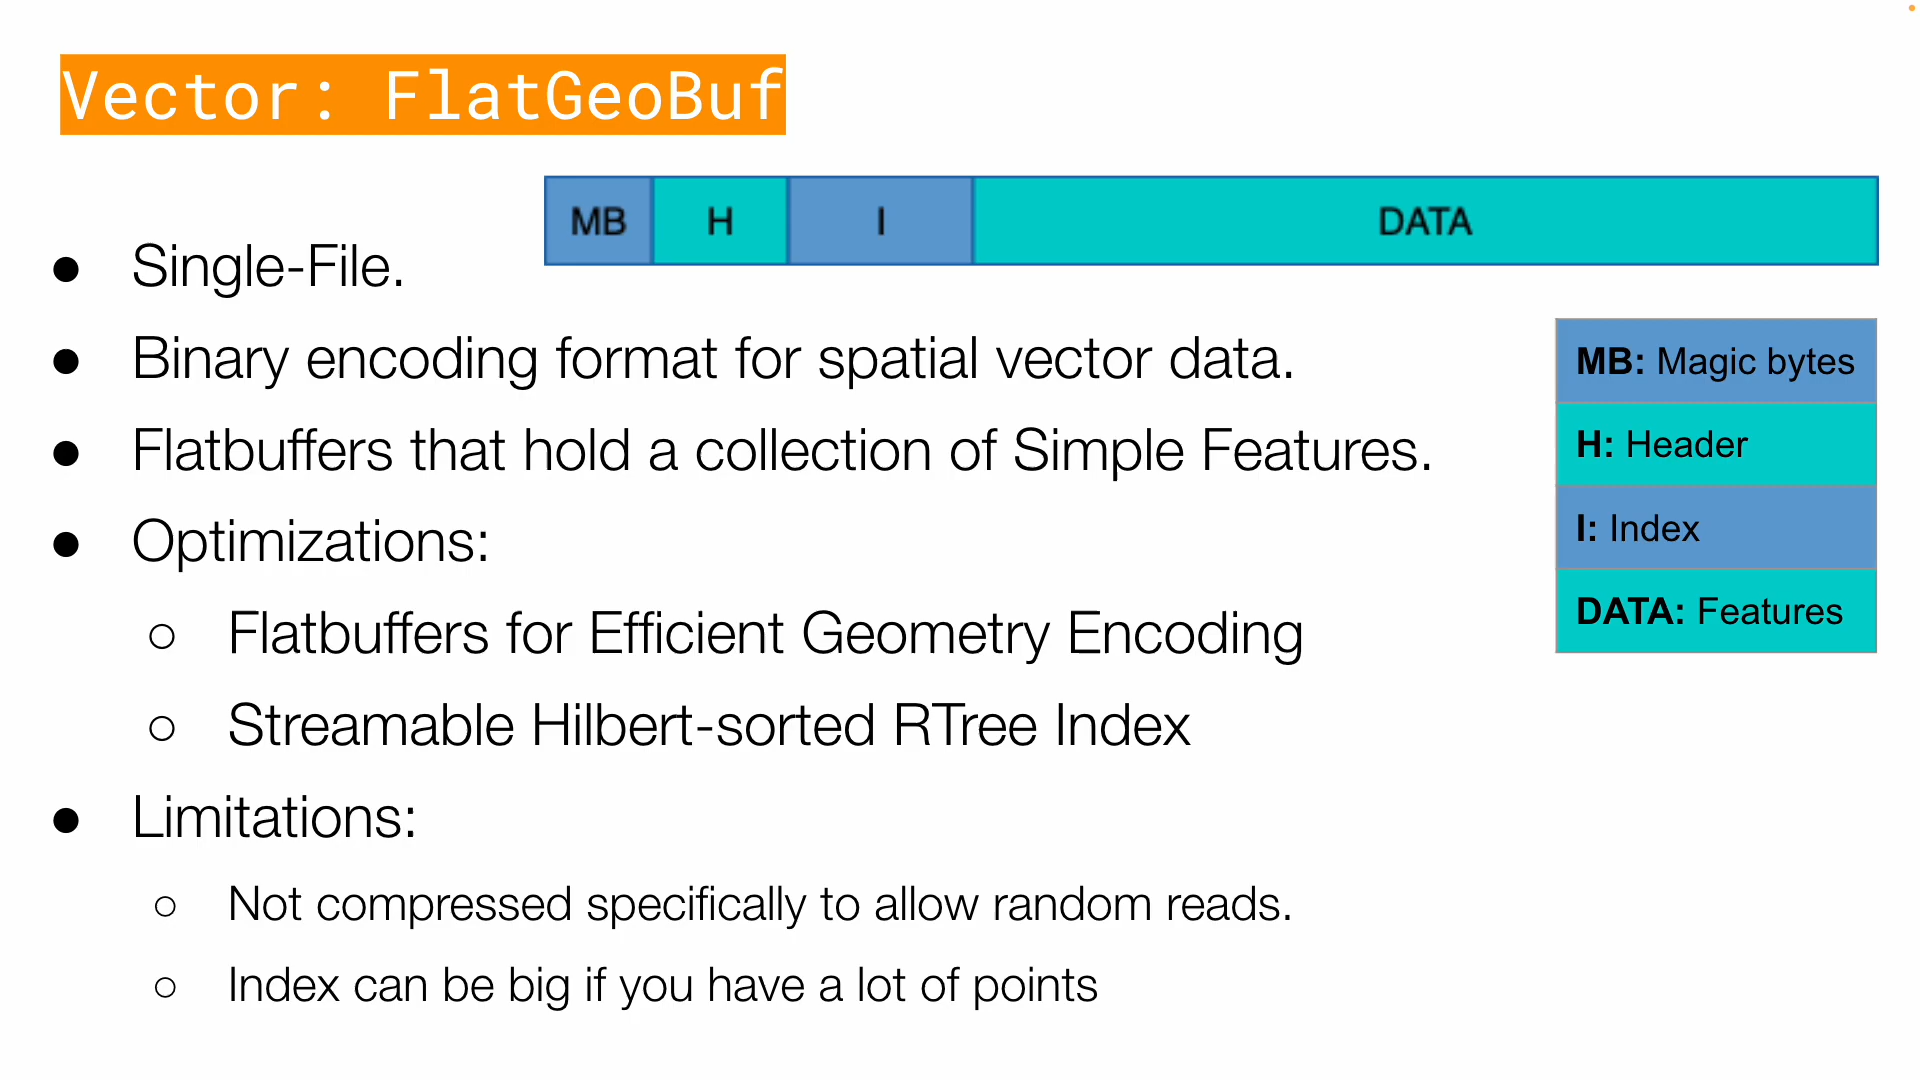 Vector: FlatGeoBuf
MB H I DATA
● Single-File.
● Binary encoding format for spatial vector data.
● Flatbuffers that hold a collection of Simple Features.
● Optimizations:
○ Flatbuffers for Efficient Geometry Encoding
○ Streamable Hilbert-sorted RTree Index
● Limitations:
○ Not compressed specifically to allow random reads.
○ Index can be big if you have a lot of points
MB: Magic bytes
H: Header
I: Index
DATA: Features